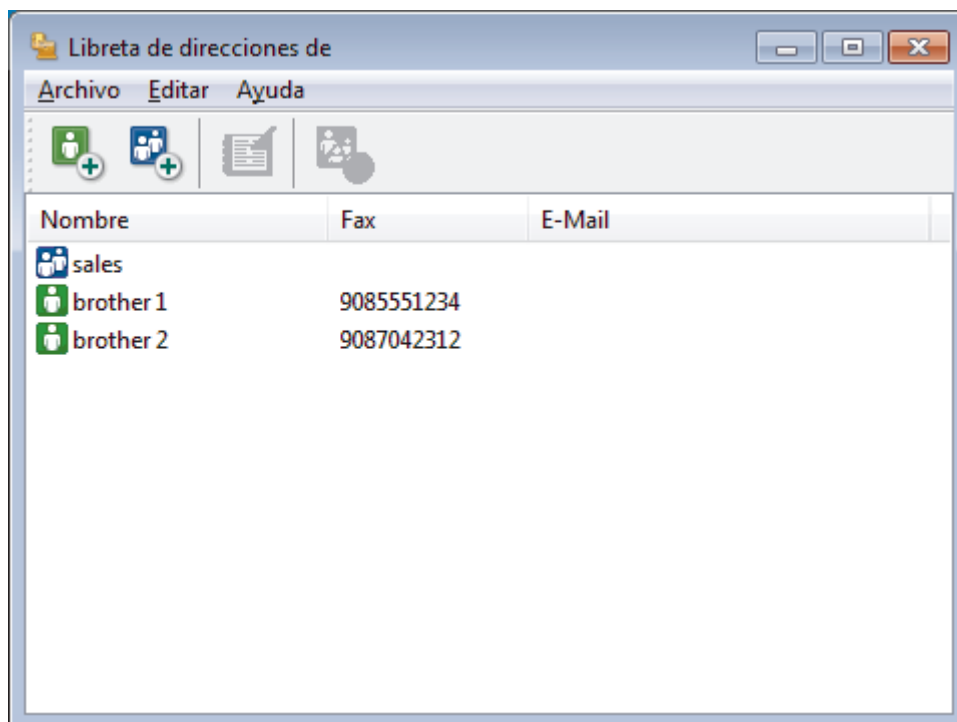 Libreta de direcciones de
Archivo Editar Ayuda
Nombre Fax E-Mail
sales
brother 1 9085551234
brother 2 9087042312